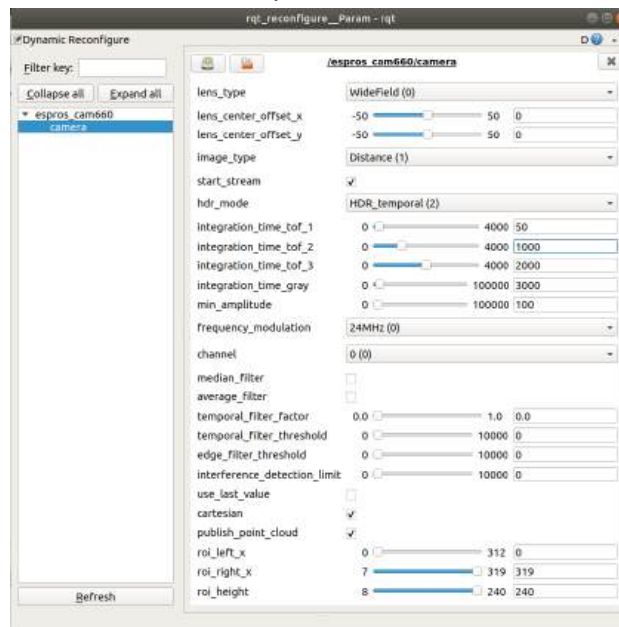 rqt_reconfigure__Param - rqt
Dynamic Reconfigure
D
Filter key:
Collapse all Expand all
espros_cam660
camera
Refresh
/espros_cam660/camera
lens_type WideField (0)
lens_center_offset_x -50 50 0
lens_center_offset_y -50 50 0
image_type Distance (1)
start_stream
hdr_mode HDR_temporal (2)
integration_time_tof_1 0 4000 50
integration_time_tof_2 0 4000 1000
integration_time_tof_3 0 4000 2000
integration_time_gray 0 100000 3000
min_amplitude 0 100000 100
frequency_modulation 24MHz (0)
channel 0 (0)
median_filter
average_filter
temporal_filter_factor 0.0 1.0 0.0
temporal_filter_threshold 0 10000 0
edge_filter_threshold 0 10000 0
interference_detection_limit 0 10000 0
use_last_value
cartesian
publish_point_cloud
roi_left_x 0 312 0
roi_right_x 7 319 319
roi_height 8 240 240